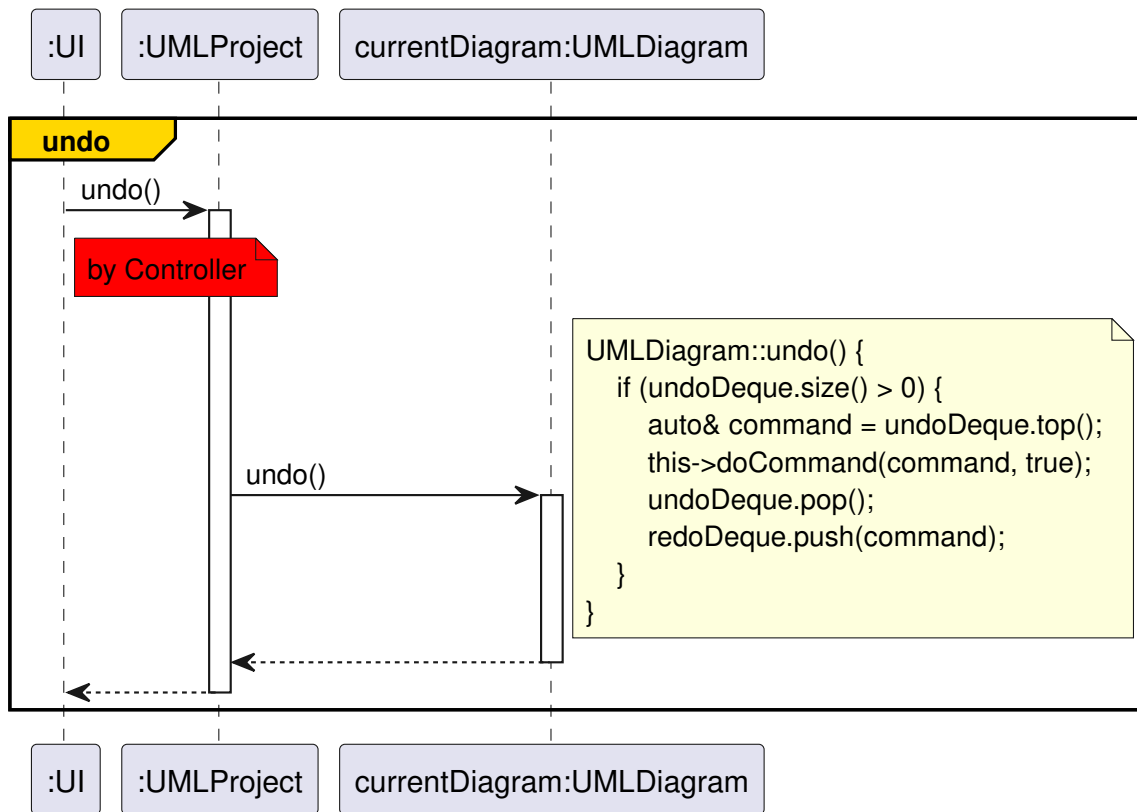 :UI
:UMLProject
currentDiagram:UMLDiagram
undo
undo()
by Controller
UMLDiagram::undo() {
    if (undoDeque.size() > 0) {
        auto& command = undoDeque.top();
        this->doCommand(command, true);
        undoDeque.pop();
        redoDeque.push(command);
    }
}
undo()
:UI
:UMLProject
currentDiagram:UMLDiagram